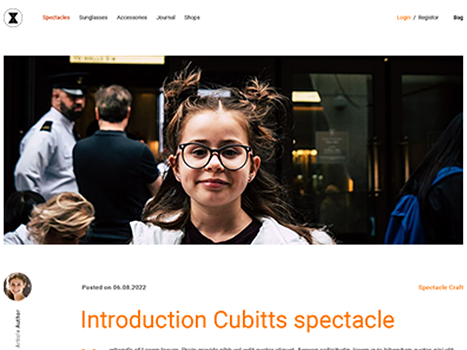 Spectacles Sunglasses Accessories Journal Shops Login / Register Bag
Posted on 06.08.2022 Spectacle Craft
Article Author
Introduction Cubitts spectacle